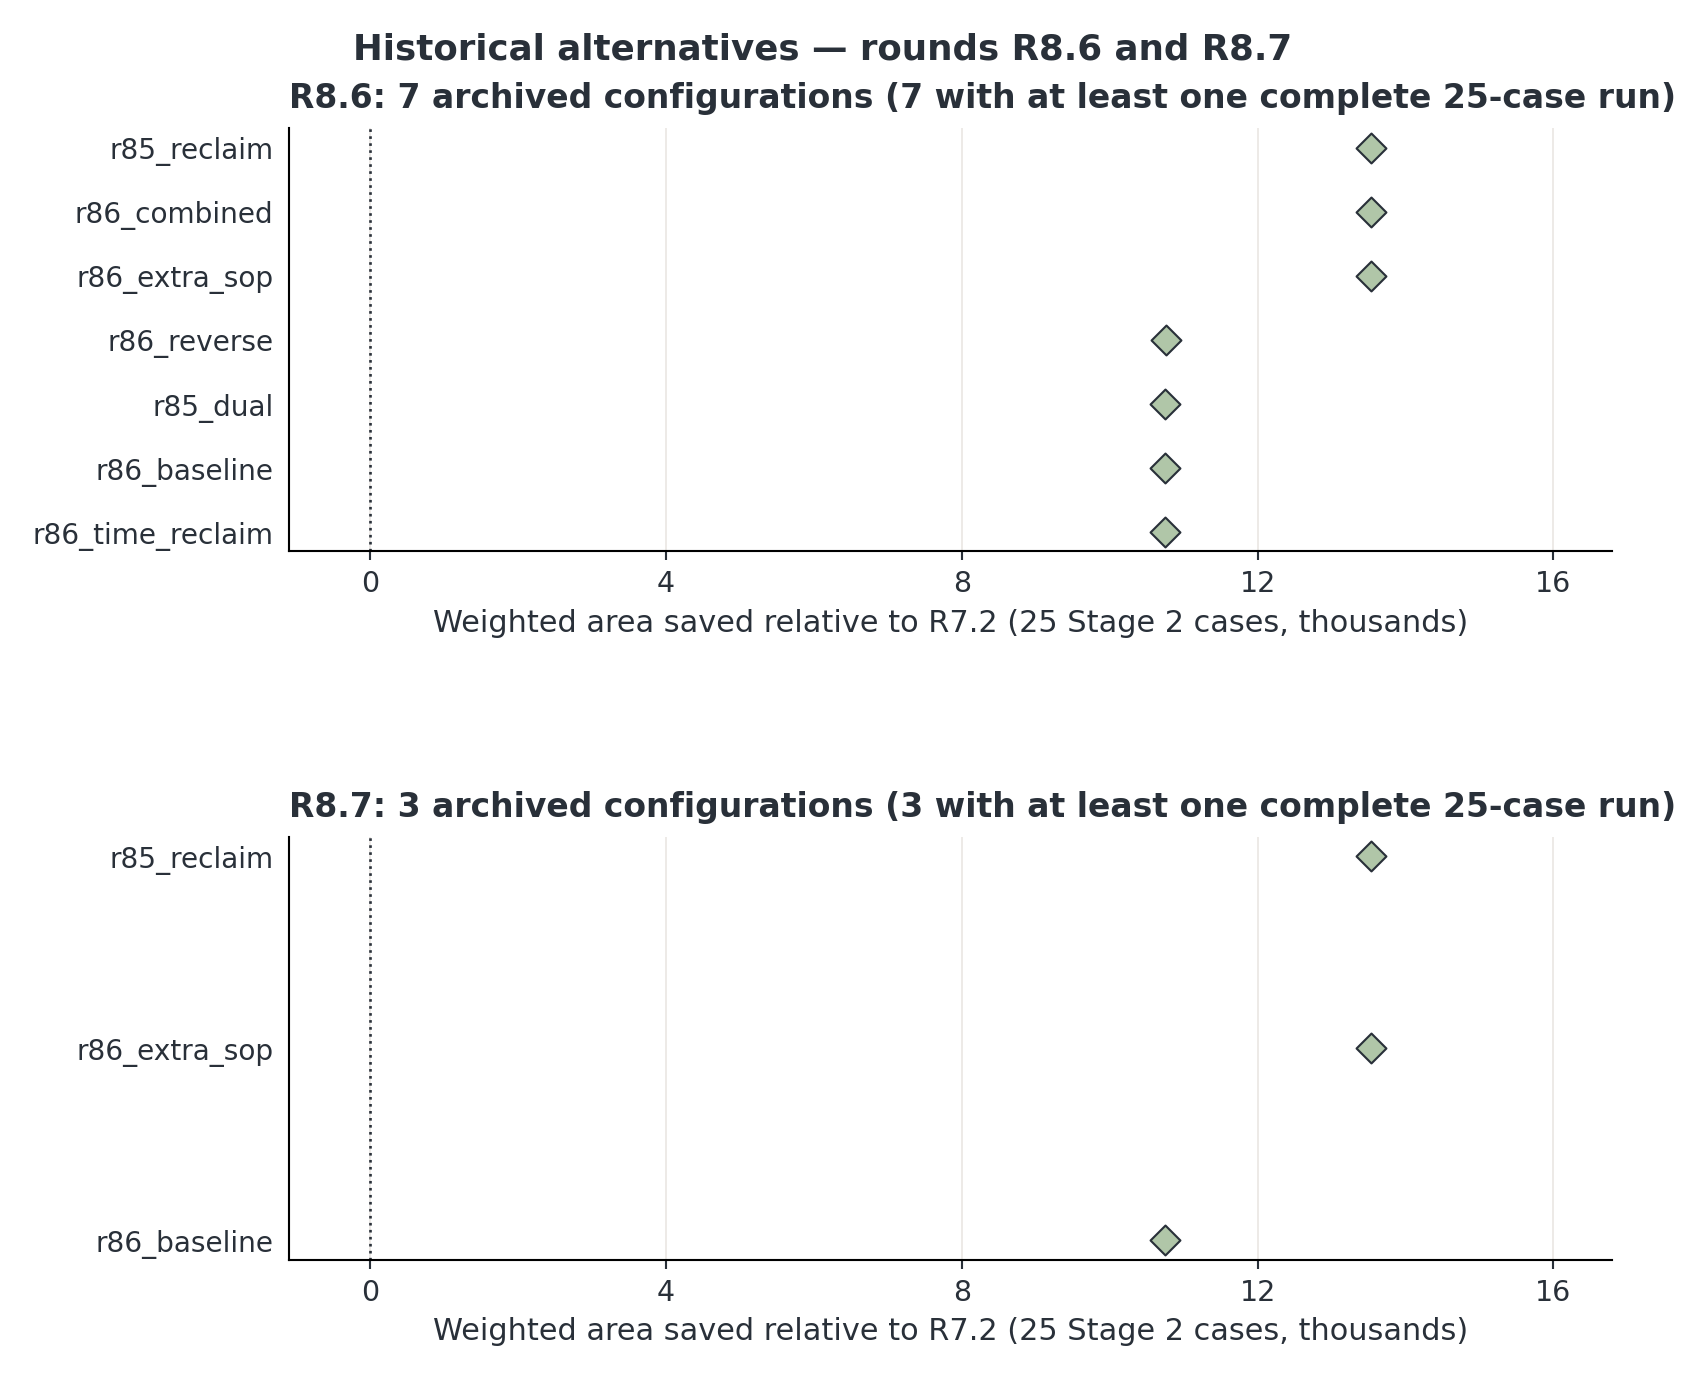 Historical alternatives — rounds R8.6 and R8.7
R8.6: 7 archived configurations (7 with at least one complete 25-case run)
r85_reclaim
r86_combined
r86_extra_sop
r86_reverse
r85_dual
r86_baseline
r86_time_reclaim
0 4 8 12 16
Weighted area saved relative to R7.2 (25 Stage 2 cases, thousands)
R8.7: 3 archived configurations (3 with at least one complete 25-case run)
r85_reclaim
r86_extra_sop
r86_baseline
0 4 8 12 16
Weighted area saved relative to R7.2 (25 Stage 2 cases, thousands)